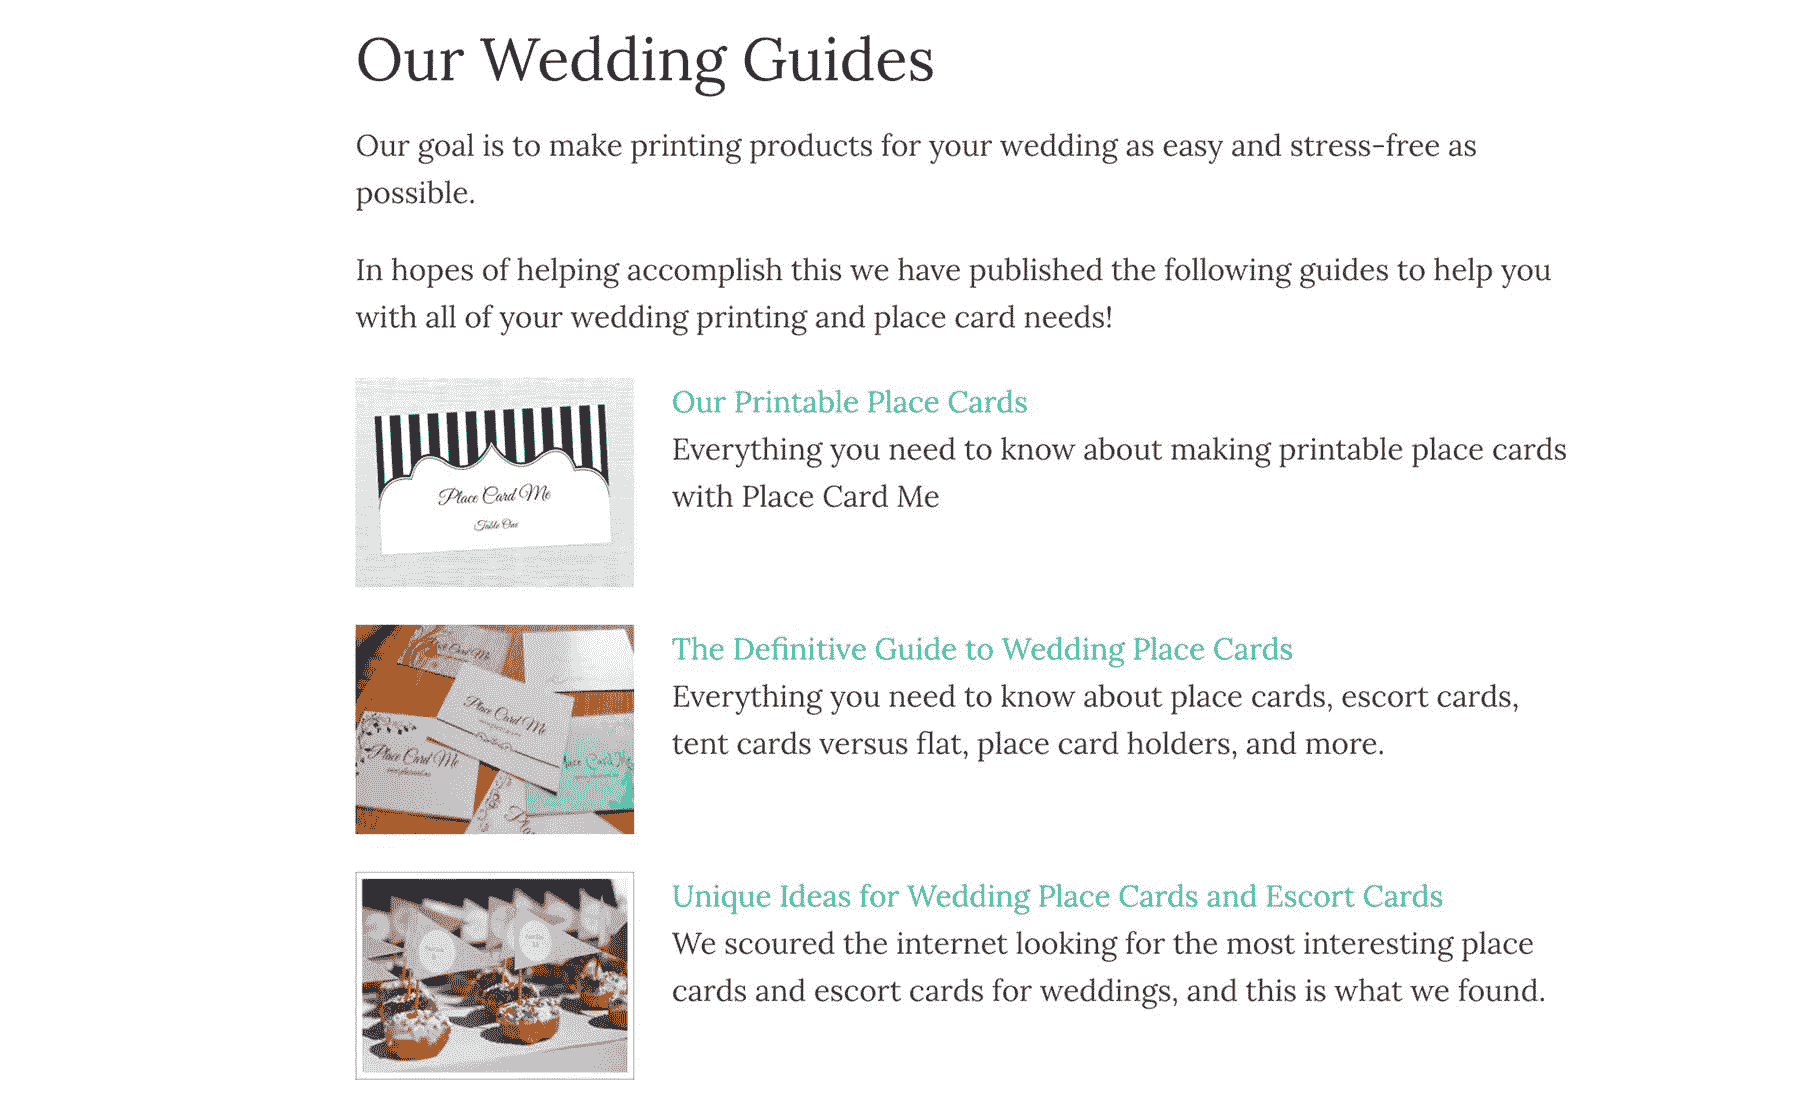 Our Wedding Guides
Our goal is to make printing products for your wedding as easy and stress-free as
possible.
In hopes of helping accomplish this we have published the following guides to help you
with all of your wedding printing and place card needs!
Place Card Me
Table One
Our Printable Place Cards
Everything you need to know about making printable place cards
with Place Card Me
Place Card Me
Place Card Me
The Definitive Guide to Wedding Place Cards
Everything you need to know about place cards, escort cards,
tent cards versus flat, place card holders, and more.
Unique Ideas for Wedding Place Cards and Escort Cards
We scoured the internet looking for the most interesting place
cards and escort cards for weddings, and this is what we found.